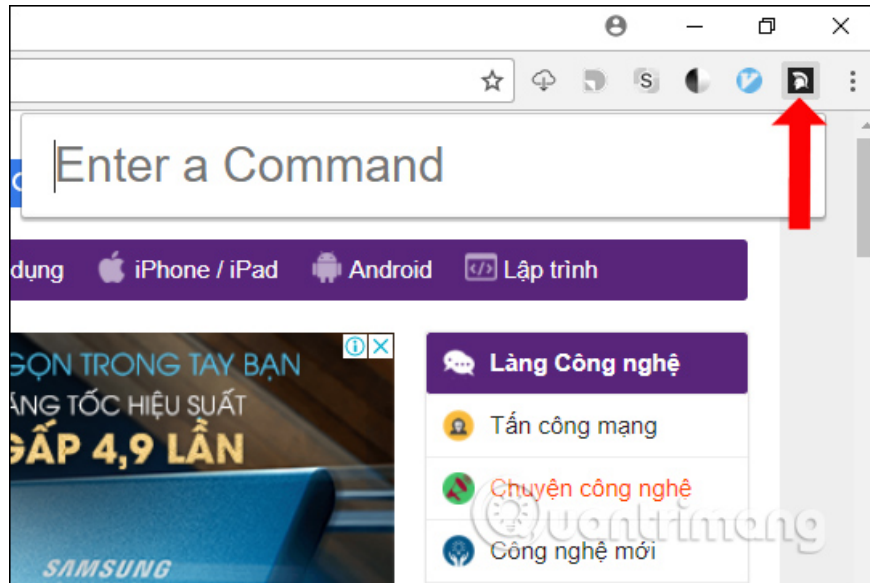 S
Enter a Command
dụng
iPhone / iPad
Android
Lập trình
GỌN TRONG TAY BẠN
ĂNG TỐC HIỆU SUẤT
GẤP 4,9 LẦN
SAMSUNG
Làng Công nghệ
Tấn công mạng
Chuyện công nghệ
Công nghệ mới
Quantrimang